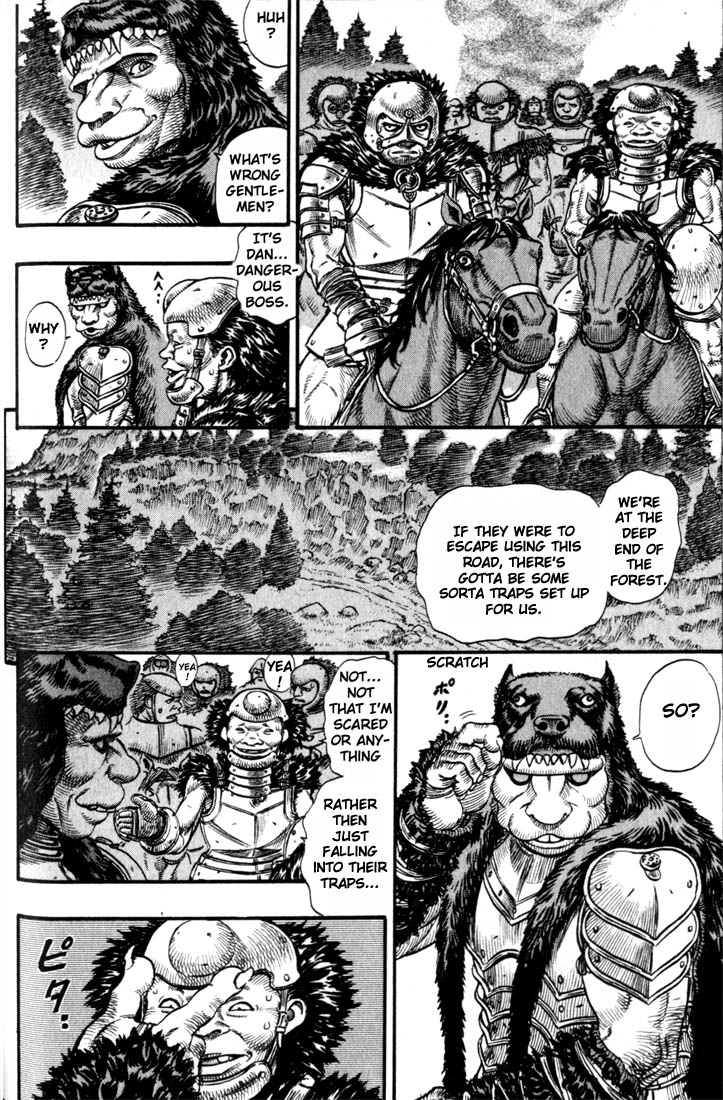 HUH
?
WHAT'S
WRONG
GENTLE-
MEN?
IT'S
DAN...
DANGER-
OUS
BOSS.
へへ‥
WHY
?
WE'RE
AT THE
DEEP
END OF
THE
FOREST.
IF THEY WERE TO
ESCAPE USING THIS
ROAD, THERE'S
GOTTA BE SOME
SORTA TRAPS SET UP
FOR US.
SO?
SCRATCH
ポリ‥
NOT...
NOT
THAT I'M
SCARED
OR ANY-
THING
YEA
!
YEA
!
RATHER
THEN
JUST
FALLING
INTO THEIR
TRAPS...
ピタ‥